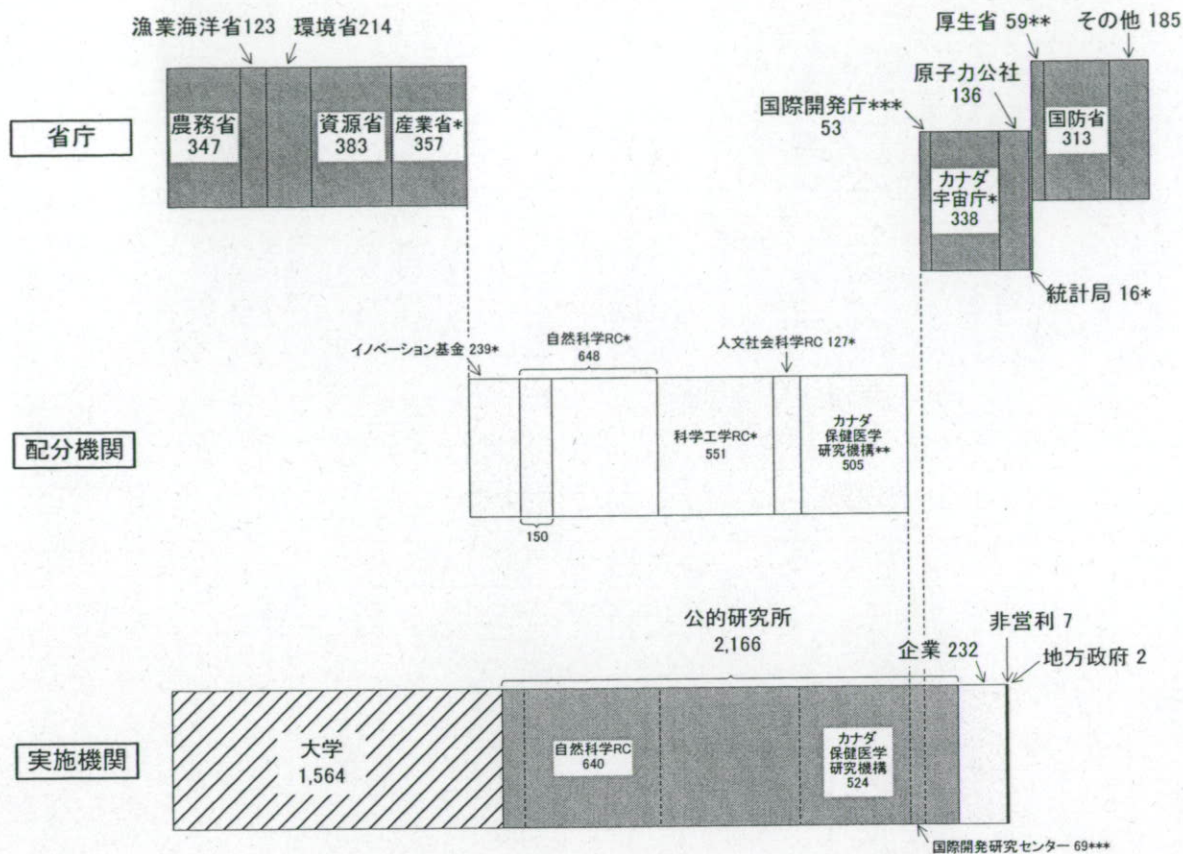 漁業海洋省123 環境省214
厚生省 59** その他 185
原子力公社
136
国際開発庁***
53
省庁
農務省
347
資源省
383
産業省*
357
カナダ
宇宙庁*
338
国防省
313
統計局 16*
イノベーション基金 239*
自然科学RC*
648
人文社会科学RC 127*
配分機関
科学工学RC*
551
カナダ
保健医学
研究機構**
505
150
公的研究所
2,166
非営利 7
企業 232
地方政府 2
実施機関
大学
1,564
自然科学RC
640
カナダ
保健医学
研究機構
524
国際開発研究センター 69***